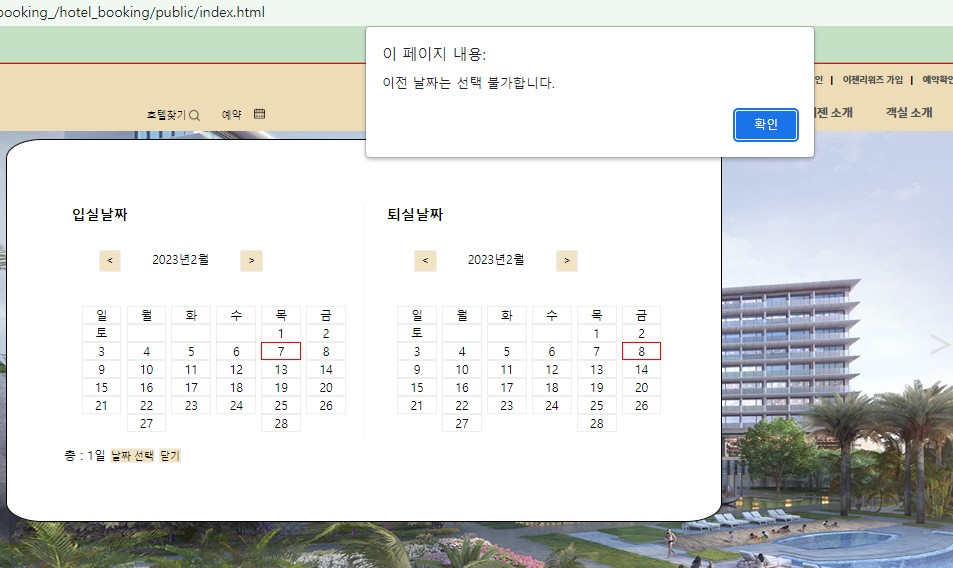 booking_/hotel_booking/public/index.html
이 페이지 내용:
이전 날짜는 선택 불가합니다.
확인
인 | 이젠리워즈 가입 | 예약확인
호텔찾기 예약
젠 소개 객실 소개
입실날짜
< 2023년2월 >
일 월 화 수 목 금
토 1 2
3 4 5 6 7 8
9 10 11 12 13 14
15 16 17 18 19 20
21 22 23 24 25 26
27 28
퇴실날짜
< 2023년2월 >
일 월 화 수 목 금
토 1 2
3 4 5 6 7 8
9 10 11 12 13 14
15 16 17 18 19 20
21 22 23 24 25 26
27 28
총 : 1일 날짜 선택 닫기
>